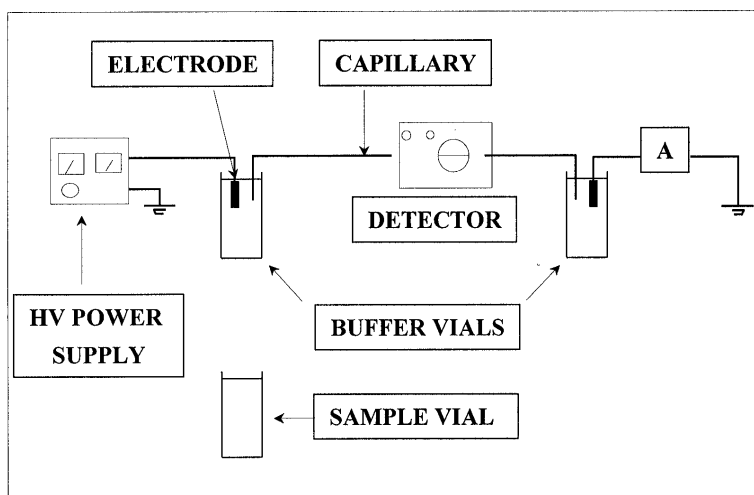 ELECTRODE
CAPILLARY
A
DETECTOR
HV POWER
SUPPLY
BUFFER VIALS
SAMPLE VIAL